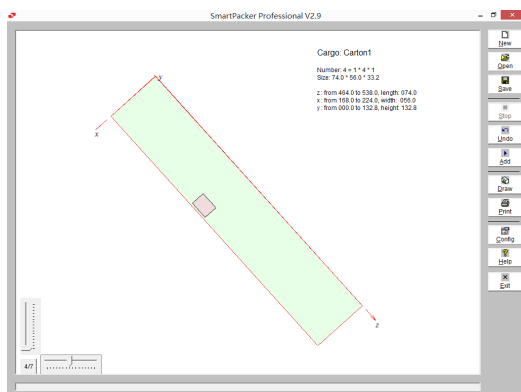 SmartPacker Professional V2.9
New
Open
Save
Stop
Undo
Add
Draw
Print
Config
Help
Exit
Cargo: Carton1
Number: 4 = 1 * 4 * 1
Size: 74.0 * 56.0 * 33.2
z : from 464.0 to 538.0, length: 074.0
x : from 168.0 to 224.0, width: 056.0
y : from 000.0 to 132.8, height: 132.8
y
x
z
4/7